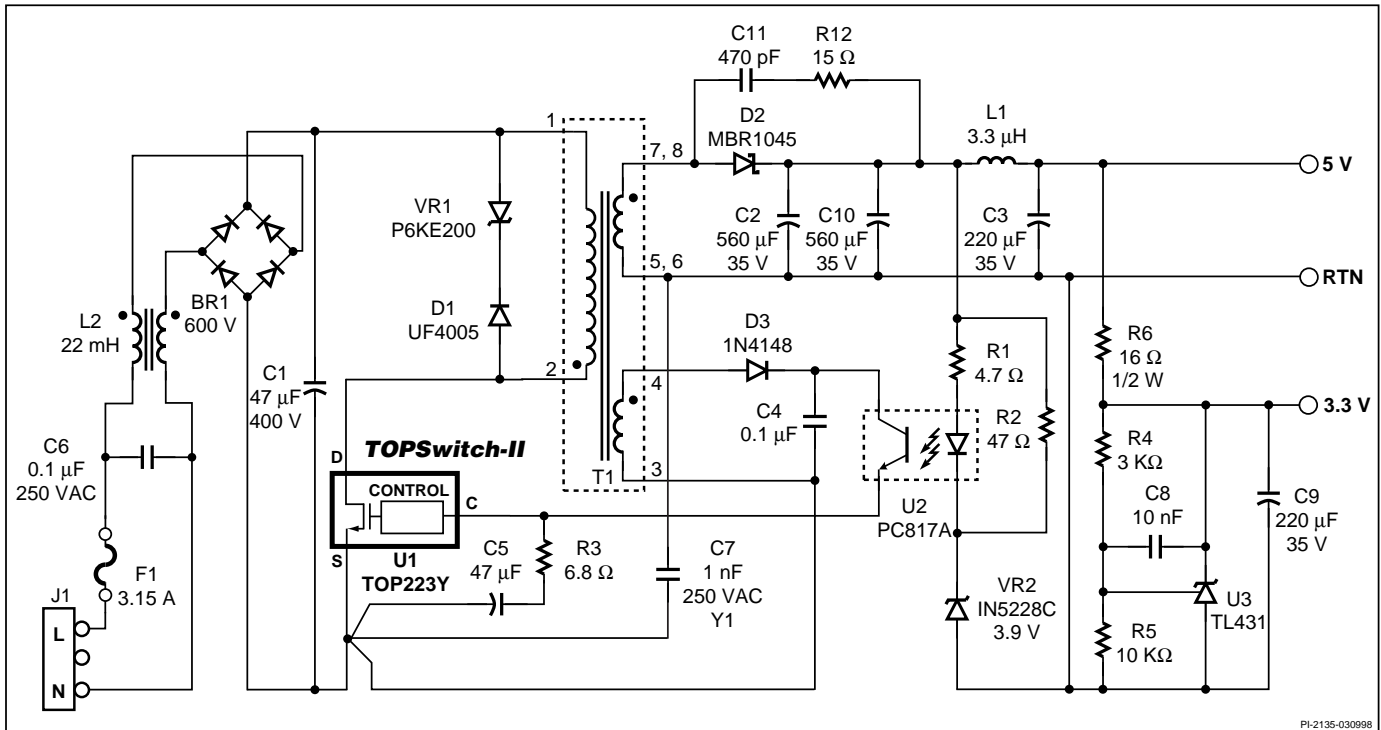 C11
470 pF
R12
15 Ω
D2
MBR1045
L1
3.3 µH
1
7, 8
5 V
VR1
P6KE200
C2
560 µF
35 V
C10
560 µF
35 V
C3
220 µF
35 V
5, 6
RTN
BR1
600 V
L2
22 mH
D1
UF4005
D3
1N4148
R6
16 Ω
1/2 W
R1
4.7 Ω
2
4
C1
47 µF
400 V
C4
0.1 µF
R2
47 Ω
3.3 V
C6
0.1 µF
250 VAC
TOPSwitch-II
D
CONTROL
C
S
U1
TOP223Y
3
T1
U2
PC817A
R4
3 KΩ
C8
10 nF
C9
220 µF
35 V
F1
3.15 A
J1
L
N
C5
47 µF
R3
6.8 Ω
C7
1 nF
250 VAC
Y1
VR2
IN5228C
3.9 V
U3
TL431
R5
10 KΩ
PI-2135-030998